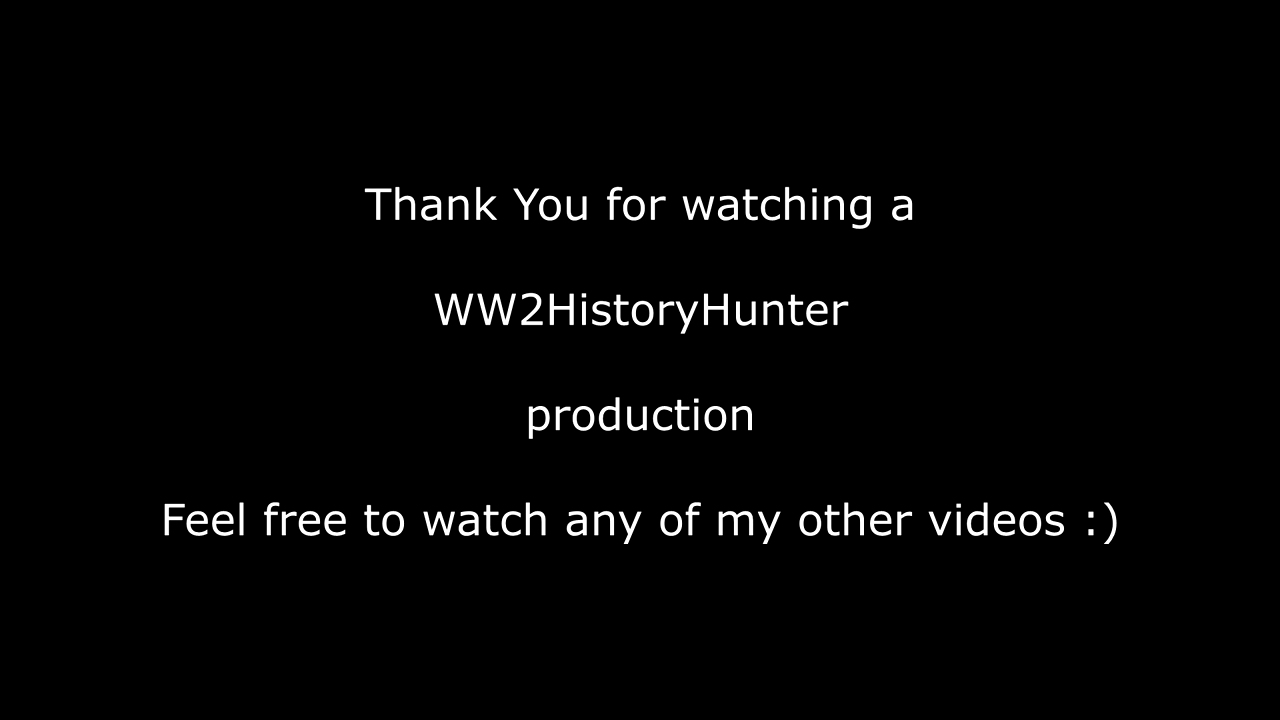 Thank You for watching a
WW2HistoryHunter
production
Feel free to watch any of my other videos :)